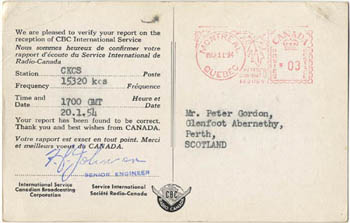 We are pleased to verify your report on the
reception of CBC International Service
Nous sommes heureux de confirmer votre
rapport d'écoute du Service International de
Radio-Canada
Station CKCS Poste
Frequency 15320 kcs Fréquence
Time and Heure et
Date 1700 GMT Date
20.1.54
Your report has been found to be correct.
Thank you and best wishes from CANADA.
Votre rapport est exact en tout point. Merci
et meilleurs voeux du CANADA.
SENIOR ENGINEER
International Service
Canadian Broadcasting
Corporation
Service International
Société Radio-Canada
CBC
MONTREAL
QUEBEC
CANADA
03
Mr. Peter Gordon,
Glenfoot Abernethy,
Perth,
SCOTLAND